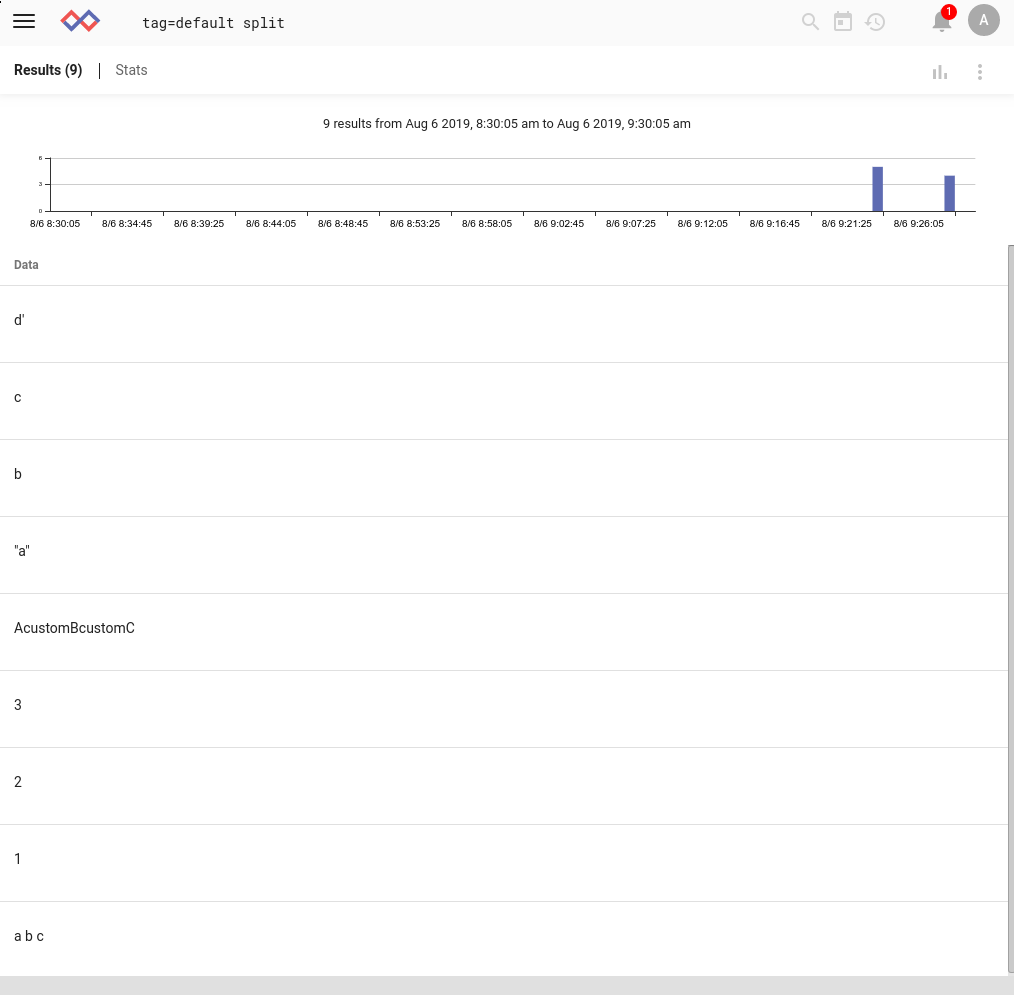 tag=default split
1
A
Results (9)
Stats
9 results from Aug 6 2019, 8:30:05 am to Aug 6 2019, 9:30:05 am
6
3
0
8/6 8:30:05 8/6 8:34:45 8/6 8:39:25 8/6 8:44:05 8/6 8:48:45 8/6 8:53:25 8/6 8:58:05 8/6 9:02:45 8/6 9:07:25 8/6 9:12:05 8/6 9:16:45 8/6 9:21:25 8/6 9:26:05
Data
d'
c
b
"a"
AcustomBcustomC
3
2
1
a b c